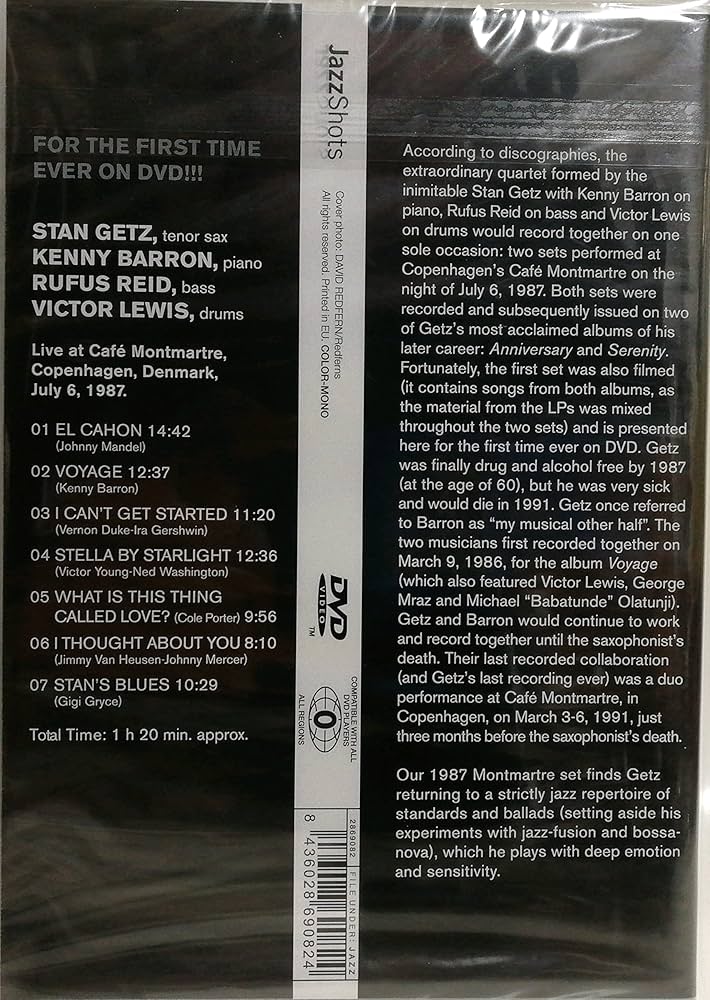 FOR THE FIRST TIME
EVER ON DVD!!!
STAN GETZ, tenor sax
KENNY BARRON, piano
RUFUS REID, bass
VICTOR LEWIS, drums
Live at Café Montmartre,
Copenhagen, Denmark,
July 6, 1987.
01 EL CAHON 14:42
(Johnny Mandel)
02 VOYAGE 12:37
(Kenny Barron)
03 I CAN'T GET STARTED 11:20
(Vernon Duke-Ira Gershwin)
04 STELLA BY STARLIGHT 12:36
(Victor Young-Ned Washington)
05 WHAT IS THIS THING
CALLED LOVE? (Cole Porter) 9:56
06 I THOUGHT ABOUT YOU 8:10
(Jimmy Van Heusen-Johnny Mercer)
07 STAN'S BLUES 10:29
(Gigi Gryce)
Total Time: 1 h 20 min. approx.
JazzShots
Cover photo: DAVID REDFERN/Redferns
All rights reserved. Printed in EU. COLOR-MONO
DVD
VIDEO
TM
COMPATIBLE WITH ALL
DVD PLAYERS
0
ALL REGIONS
2869082 FILE UNDER: JAZZ
8 436028 690824
According to discographies, the
extraordinary quartet formed by the
inimitable Stan Getz with Kenny Barron on
piano, Rufus Reid on bass and Victor Lewis
on drums would record together on one
sole occasion: two sets performed at
Copenhagen's Café Montmartre on the
night of July 6, 1987. Both sets were
recorded and subsequently issued on two
of Getz's most acclaimed albums of his
later career: Anniversary and Serenity.
Fortunately, the first set was also filmed
(it contains songs from both albums, as
the material from the LPs was mixed
throughout the two sets) and is presented
here for the first time ever on DVD. Getz
was finally drug and alcohol free by 1987
(at the age of 60), but he was very sick
and would die in 1991. Getz once referred
to Barron as "my musical other half". The
two musicians first recorded together on
March 9, 1986, for the album Voyage
(which also featured Victor Lewis, George
Mraz and Michael "Babatunde" Olatunji).
Getz and Barron would continue to work
and record together until the saxophonist's
death. Their last recorded collaboration
(and Getz's last recording ever) was a duo
performance at Café Montmartre, in
Copenhagen, on March 3-6, 1991, just
three months before the saxophonist's death.
Our 1987 Montmartre set finds Getz
returning to a strictly jazz repertoire of
standards and ballads (setting aside his
experiments with jazz-fusion and bossa-
nova), which he plays with deep emotion
and sensitivity.